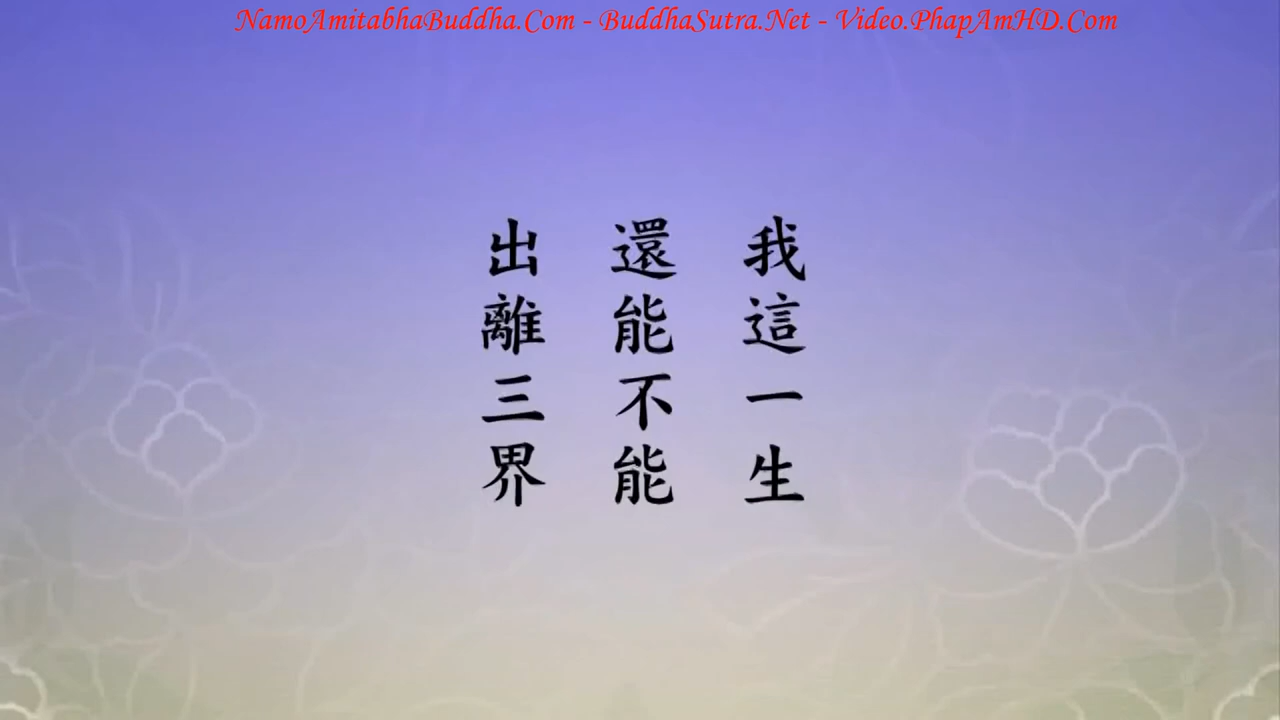 NamoAmitabhaBuddha.Com - BuddhaSutra.Net - Video.PhapAmHD.Com
我這一生
還能不能
出離三界